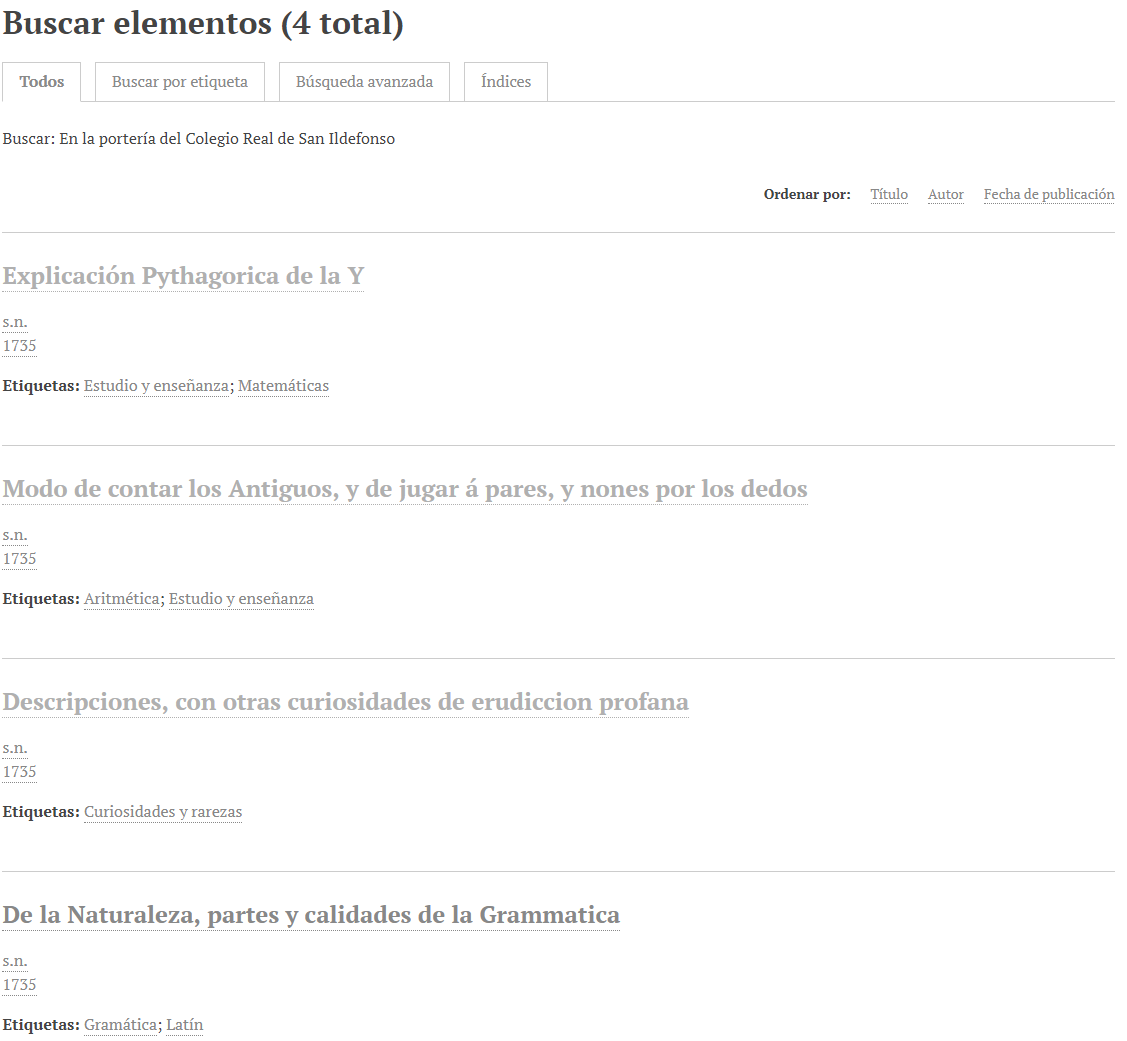 Buscar elementos (4 total)
Todos
Buscar por etiqueta
Búsqueda avanzada
Índices
Buscar: En la portería del Colegio Real de San Ildefonso
Ordenar por: Título Autor Fecha de publicación
Explicación Pythagorica de la Y
s.n.
1735
Etiquetas: Estudio y enseñanza; Matemáticas
Modo de contar los Antiguos, y de jugar á pares, y nones por los dedos
s.n.
1735
Etiquetas: Aritmética; Estudio y enseñanza
Descripciones, con otras curiosidades de erudiccion profana
s.n.
1735
Etiquetas: Curiosidades y rarezas
De la Naturaleza, partes y calidades de la Grammatica
s.n.
1735
Etiquetas: Gramática; Latín